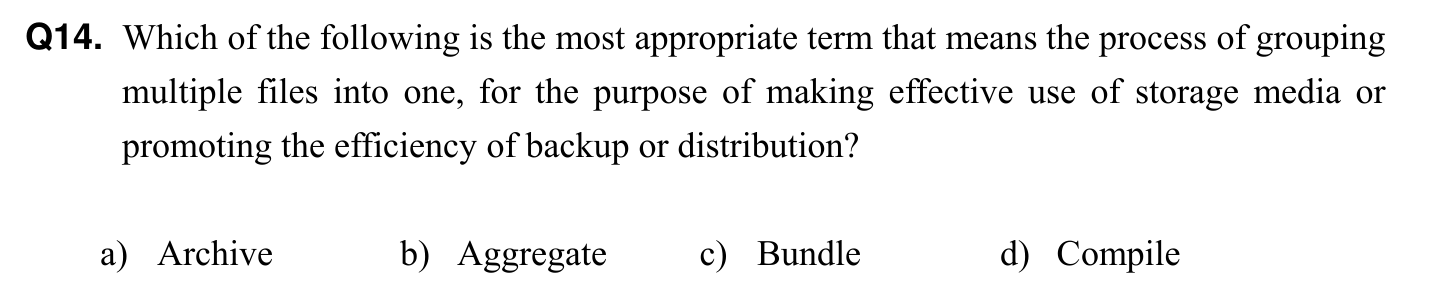 Q14. Which of the following is the most appropriate term that means the process of grouping
multiple files into one, for the purpose of making effective use of storage media or
promoting the efficiency of backup or distribution?
a) Archive b) Aggregate c) Bundle d) Compile